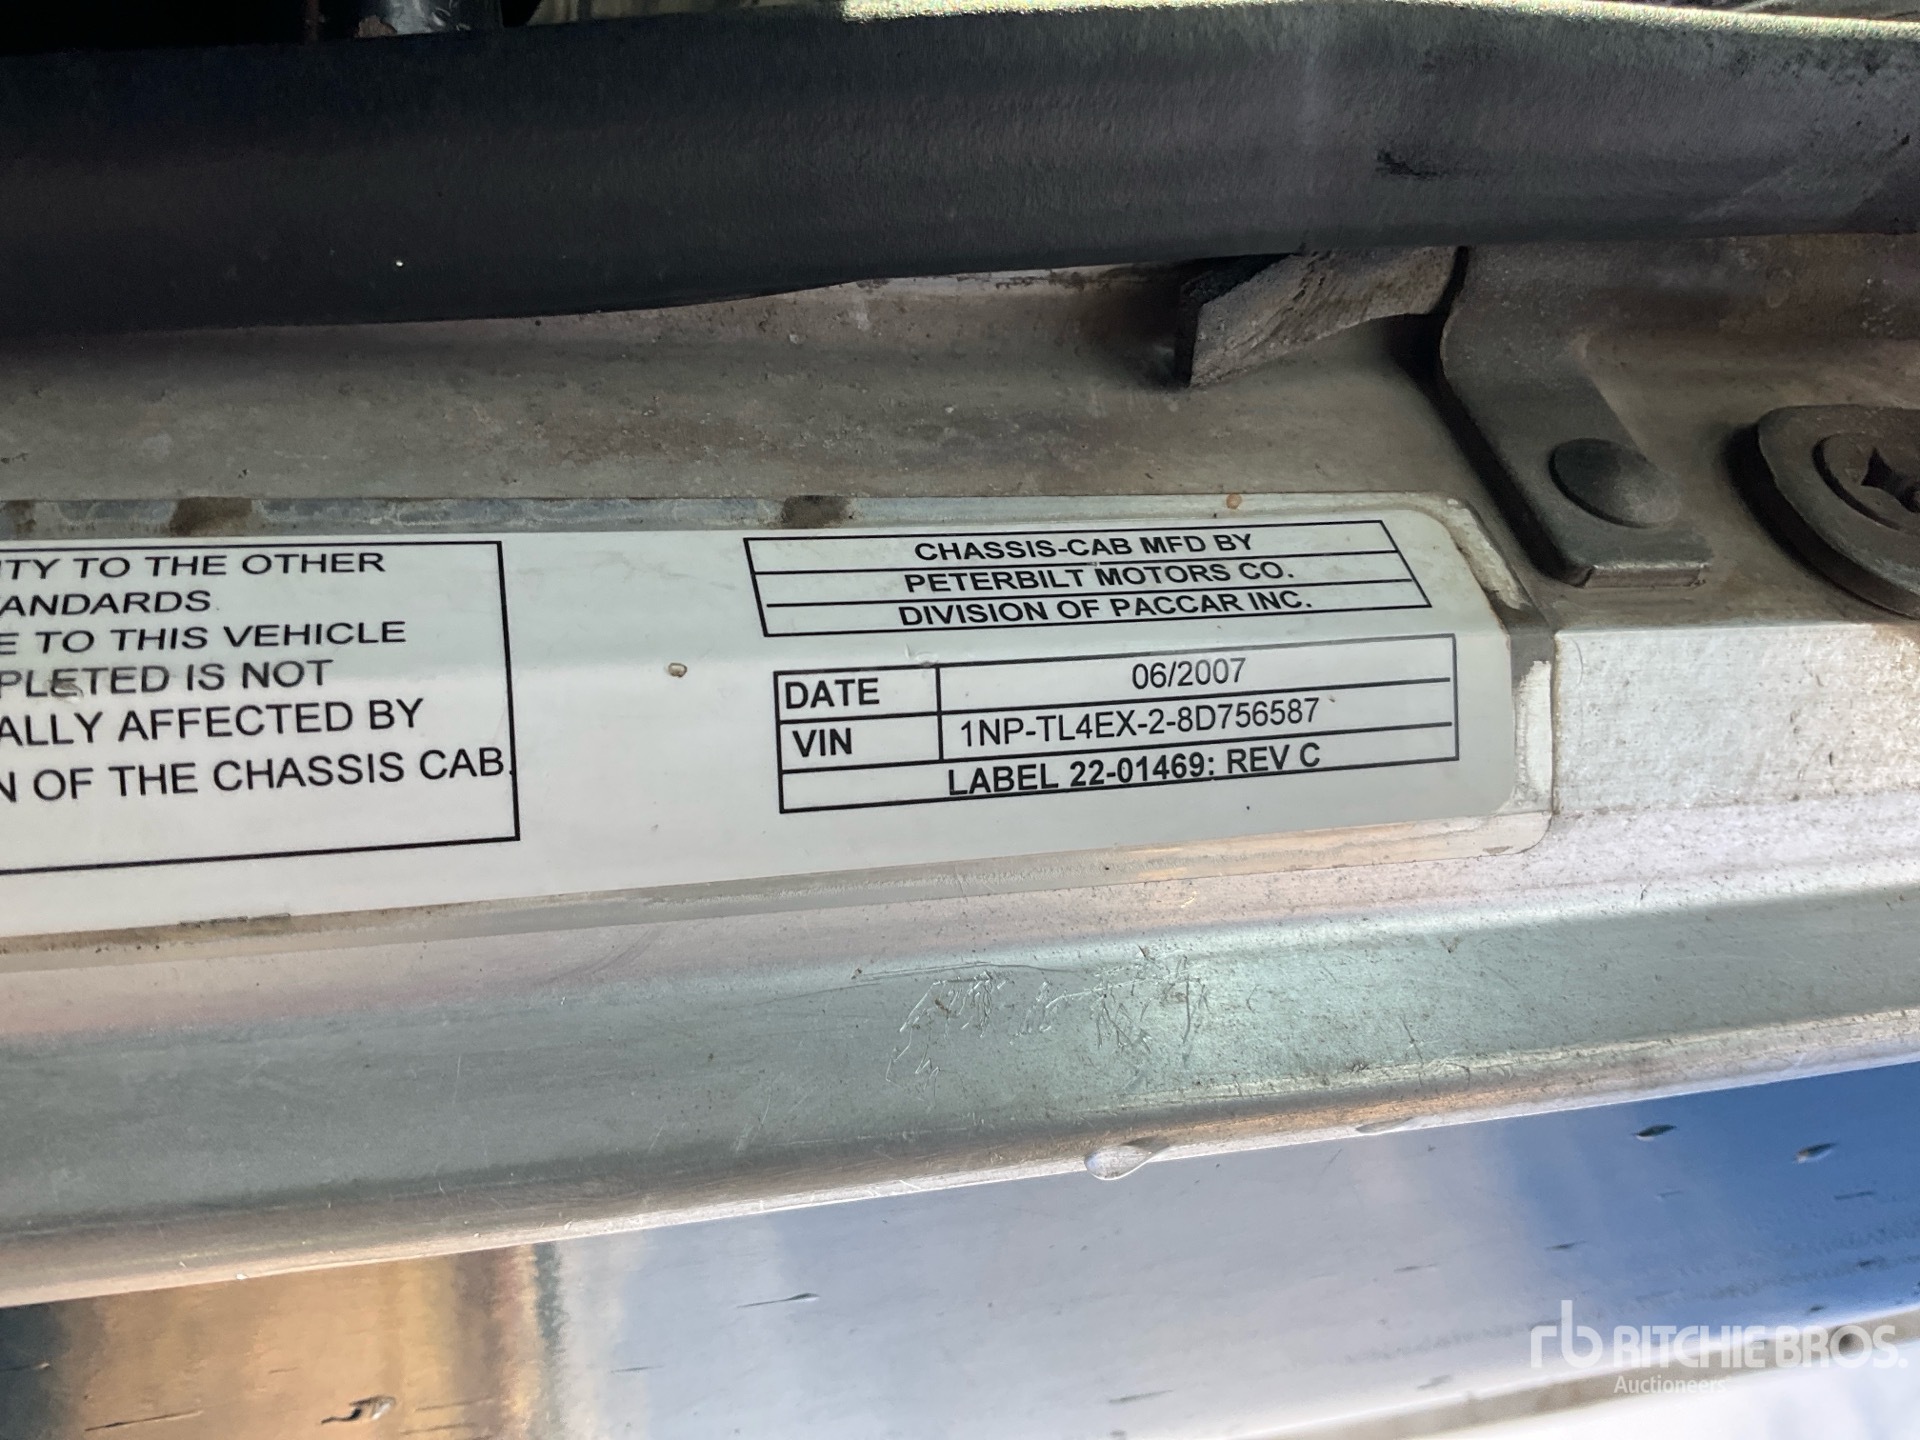 ITY TO THE OTHER
ANDARDS.
E TO THIS VEHICLE
PLETED IS NOT
ALLY AFFECTED BY
N OF THE CHASSIS CAB.
CHASSIS-CAB MFD BY
PETERBILT MOTORS CO.
DIVISION OF PACCAR INC.
DATE 06/2007
VIN 1NP-TL4EX-2-8D756587
LABEL 22-01469: REV C
rb RITCHIE BROS.
Auctioneers